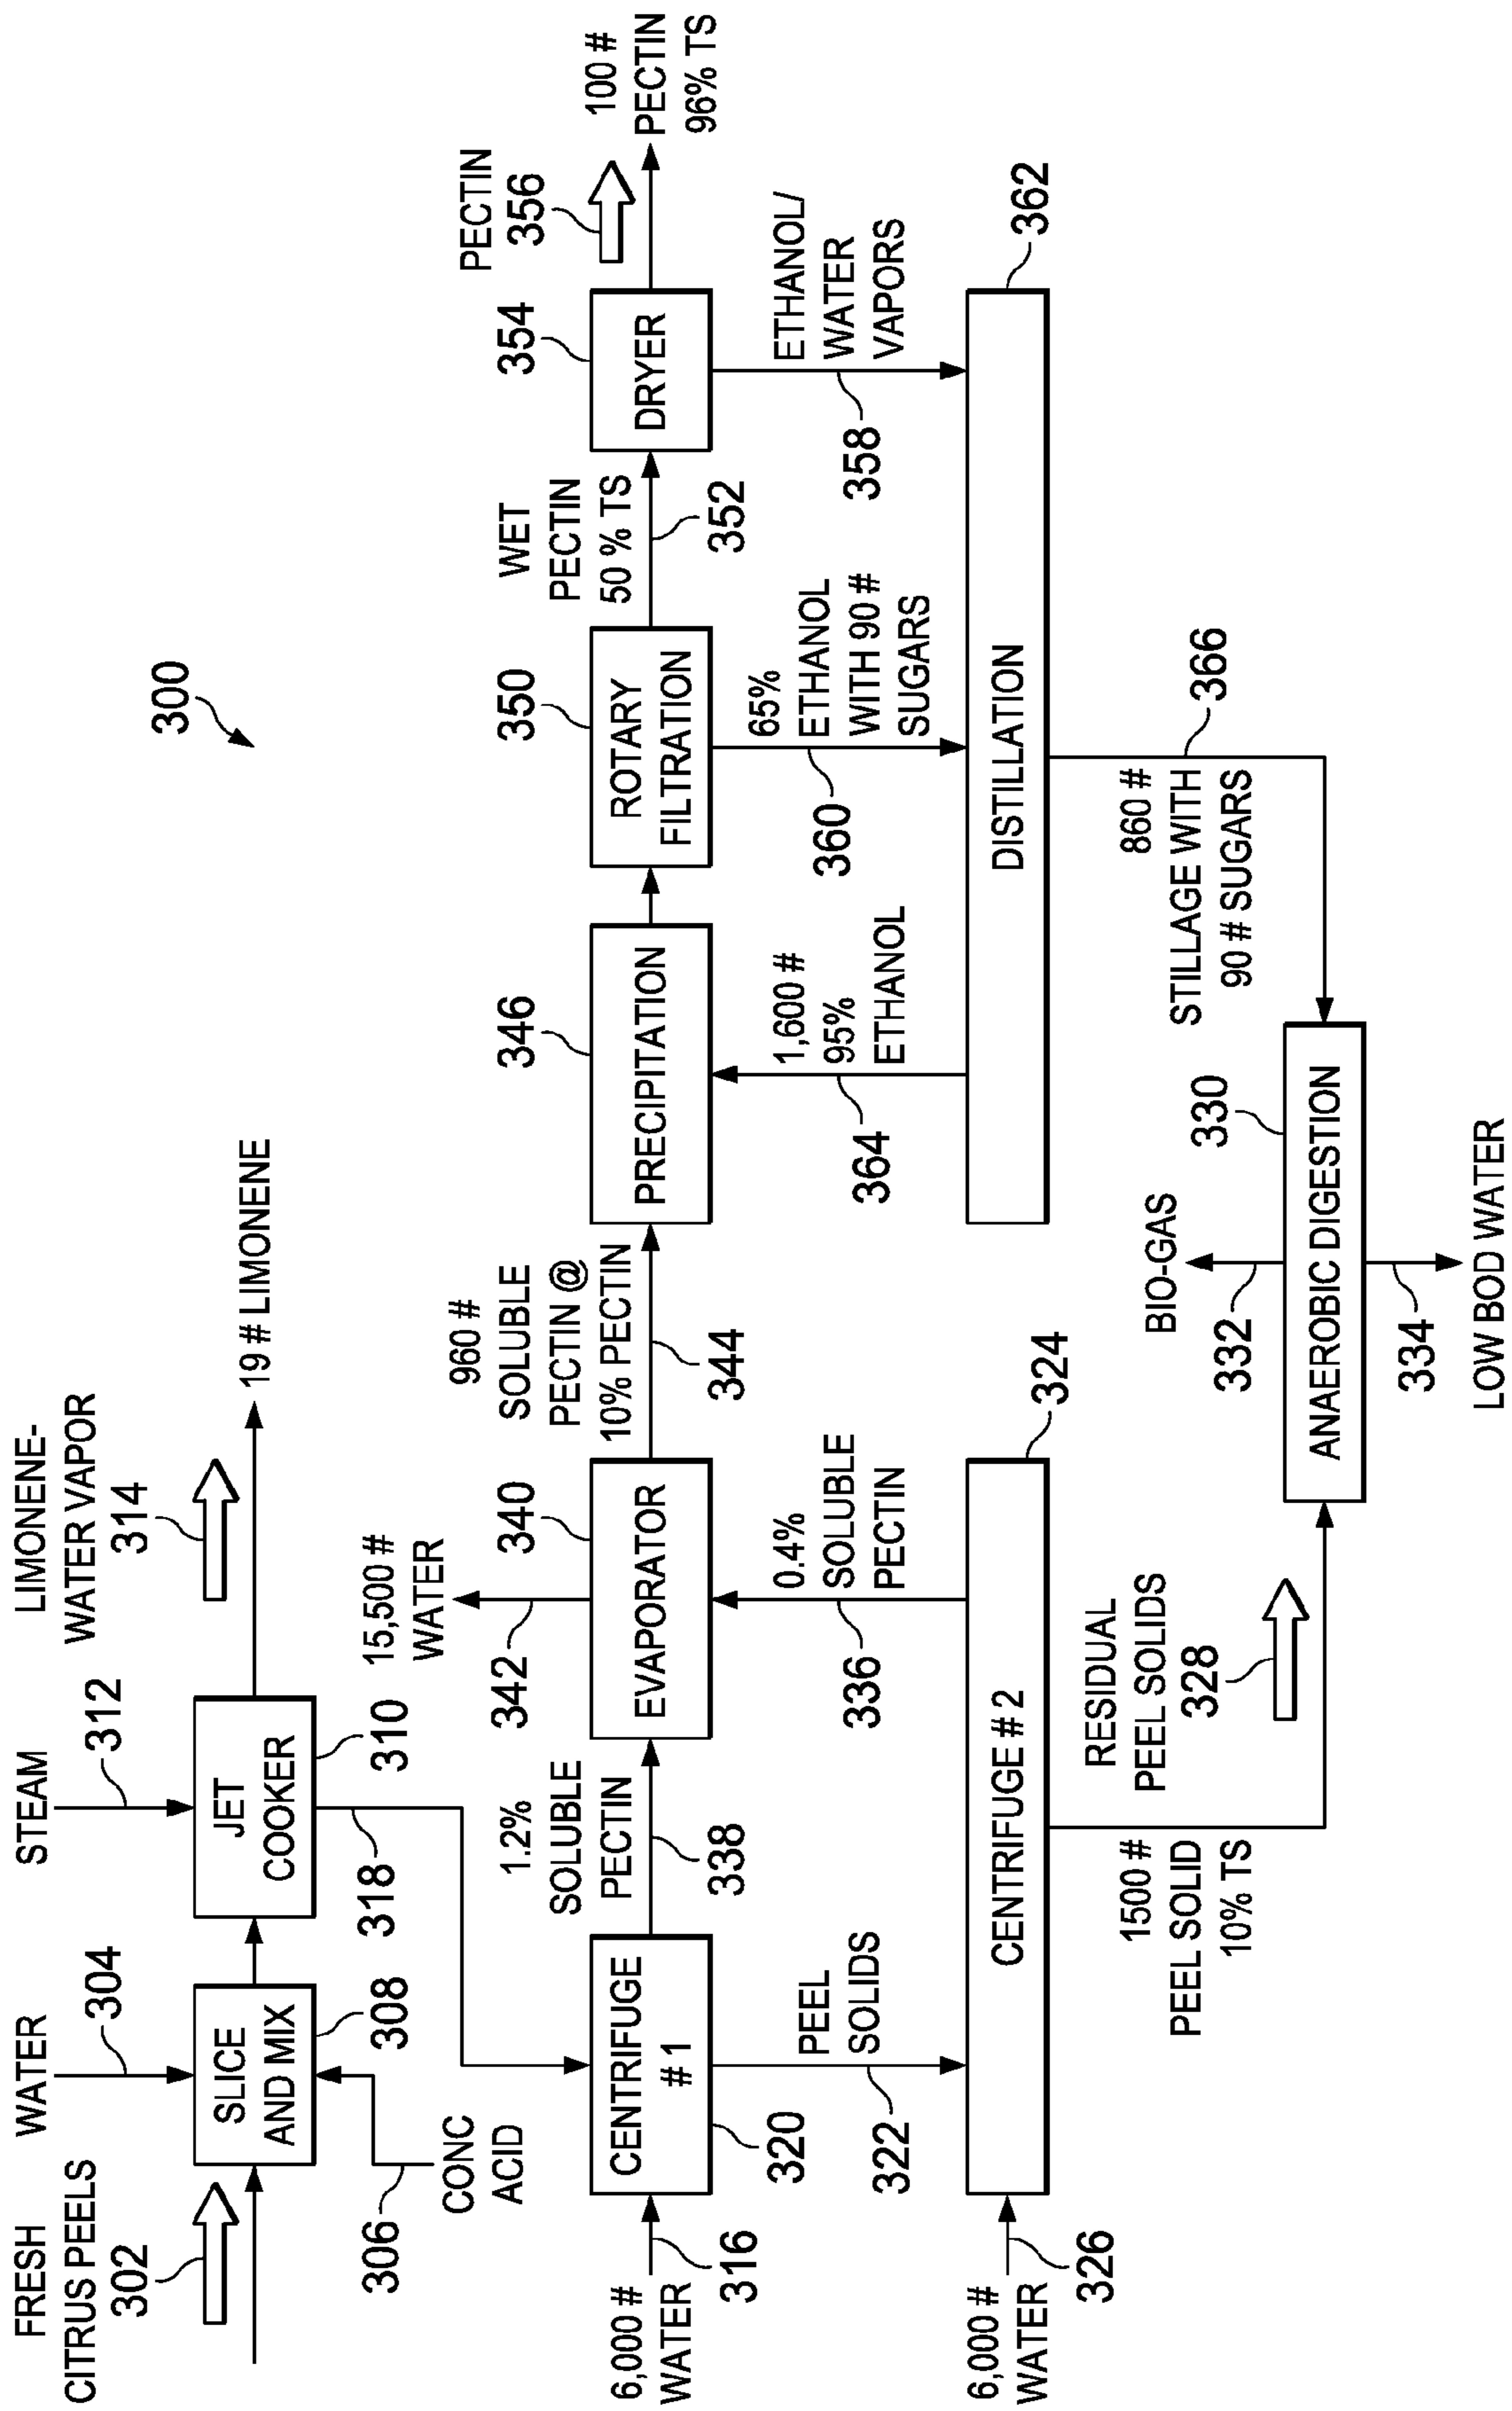 300
FRESH
CITRUS PEELS
302
WATER
304
CONC
ACID
306
SLICE
AND MIX
308
STEAM
312
JET
COOKER
310
318
LIMONENE-
WATER VAPOR
314
19 # LIMONENE
6,000 #
WATER
316
CENTRIFUGE
# 1
320
PEEL
SOLIDS
322
1.2%
SOLUBLE
PECTIN
338
15,500 #
WATER
342
EVAPORATOR
340
0.4%
SOLUBLE
PECTIN
336
960 #
SOLUBLE
PECTIN @
10% PECTIN
344
PRECIPITATION
346
1,600 #
95%
ETHANOL
364
ROTARY
FILTRATION
350
65%
ETHANOL
WITH 90 #
SUGARS
360
WET
PECTIN
50 % TS
352
DRYER
354
ETHANOL/
WATER
VAPORS
358
PECTIN
356
100 #
PECTIN
96% TS
6,000 #
WATER
326
CENTRIFUGE # 2
324
DISTILLATION
362
1500 #
PEEL SOLID
10% TS
RESIDUAL
PEEL SOLIDS
328
BIO-GAS
332
ANAEROBIC DIGESTION
330
334
LOW BOD WATER
860 #
STILLAGE WITH
90 # SUGARS
366